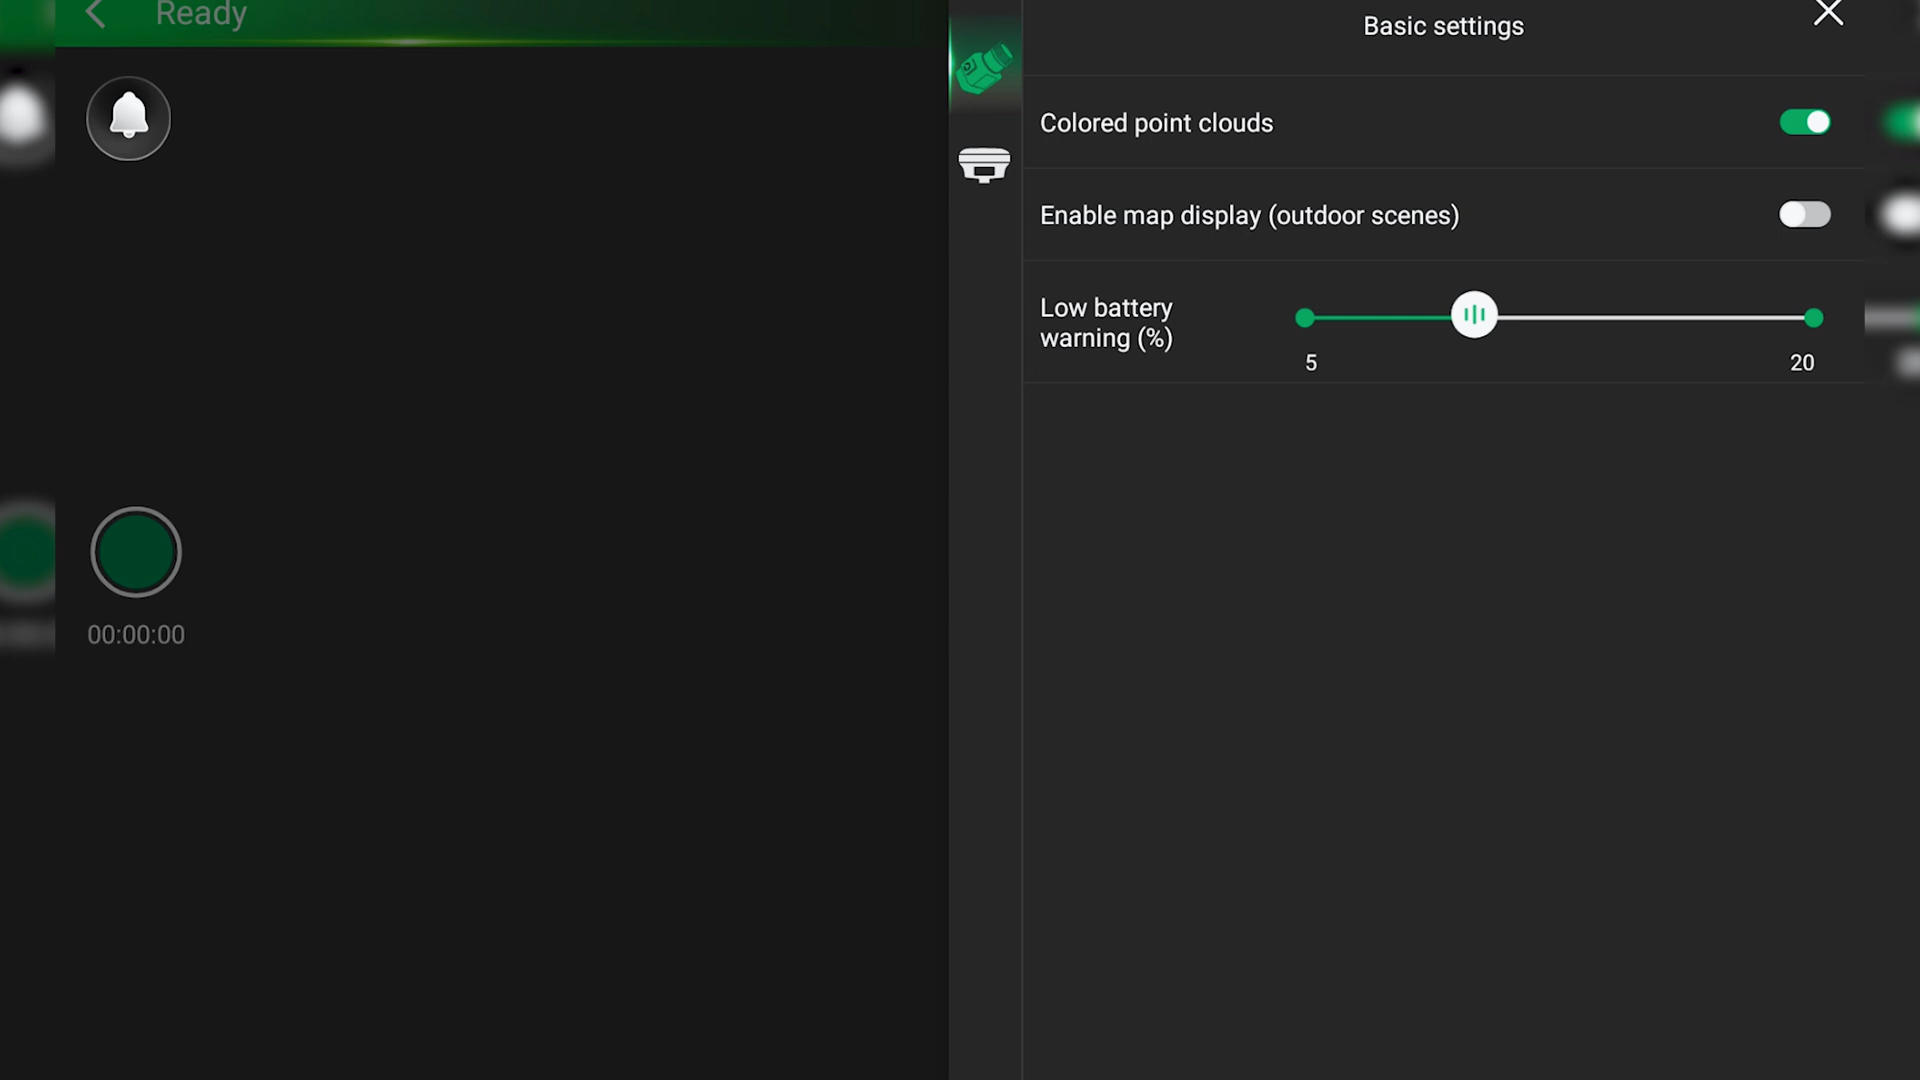 Ready
Basic settings
Colored point clouds
Enable map display (outdoor scenes)
Low battery
warning (%)
5
20
00:00:00